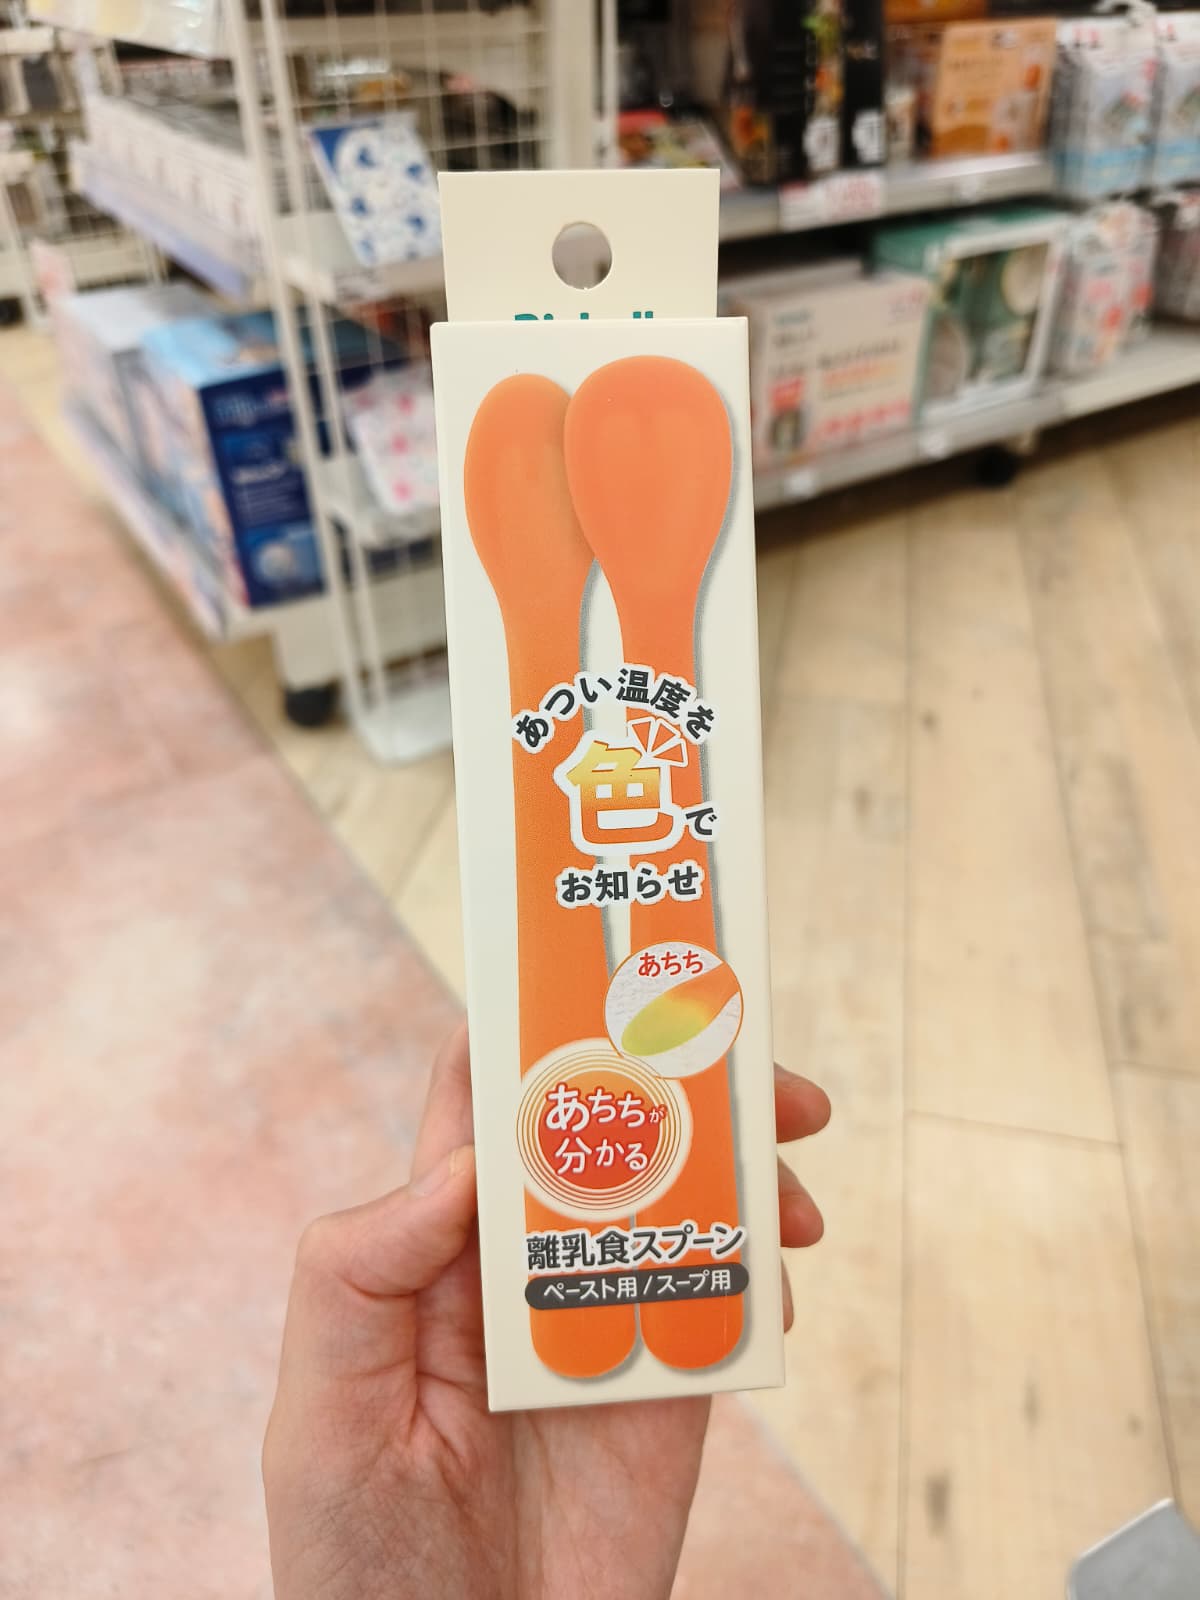 あつい温度を
色で
お知らせ
あちち
あちちが
分かる
離乳食スプーン
ペースト用/スープ用